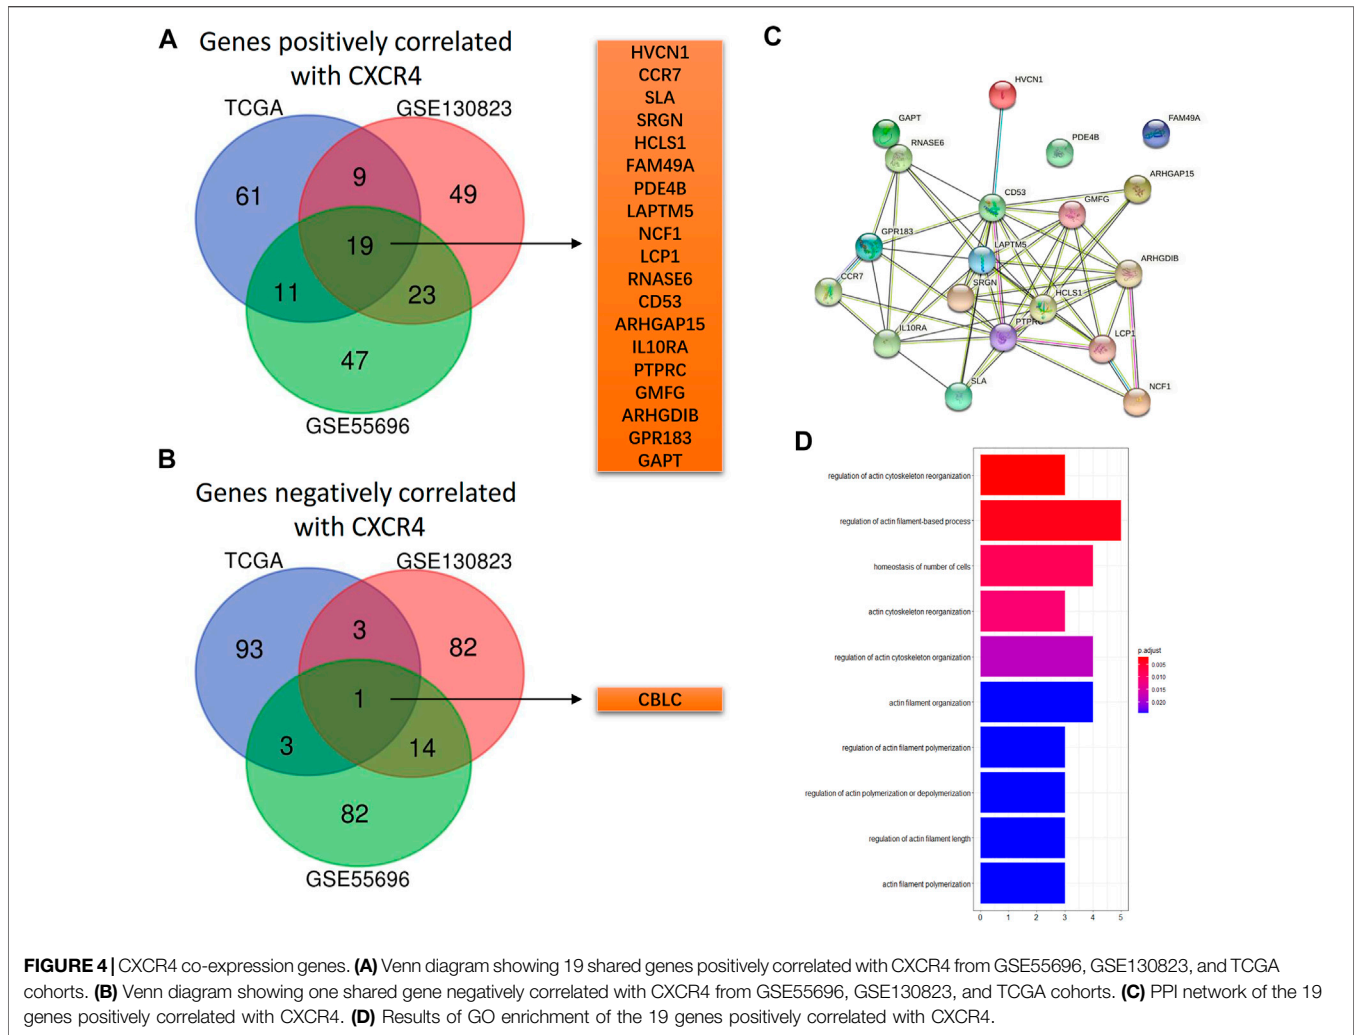 A
Genes positively correlated
with CXCR4
TCGA
GSE130823
61
9
49
19
11
23
47
GSE55696
HVCN1
CCR7
SLA
SRGN
HCLS1
FAM49A
PDE4B
LAPTM5
NCF1
LCP1
RNASE6
CD53
ARHGAP15
IL10RA
PTPRC
GMFG
ARHGDIB
GPR183
GAPT
B
Genes negatively correlated
with CXCR4
TCGA
GSE130823
93
3
82
1
3
14
82
GSE55696
CBLC
C
HVCN1
GAPT
FAM49A
PDE4B
RNASE6
ARHGAP15
CD53
GMFG
GPR183
LAPTM5
ARHGDIB
CCR7
SRGN
HCLS1
IL10RA
PTPRC
LCP1
SLA
NCF1
D
regulation of actin cytoskeleton reorganization
regulation of actin filament-based process
homeostasis of number of cells
actin cytoskeleton reorganization
regulation of actin cytoskeleton organization
actin filament organization
regulation of actin filament polymerization
regulation of actin polymerization or depolymerization
regulation of actin filament length
actin filament polymerization
0 1 2 3 4 5
p.adjust
0.005
0.010
0.015
0.020
FIGURE 4 | CXCR4 co-expression genes. (A) Venn diagram showing 19 shared genes positively correlated with CXCR4 from GSE55696, GSE130823, and TCGA
cohorts. (B) Venn diagram showing one shared gene negatively correlated with CXCR4 from GSE55696, GSE130823, and TCGA cohorts. (C) PPI network of the 19
genes positively correlated with CXCR4. (D) Results of GO enrichment of the 19 genes positively correlated with CXCR4.